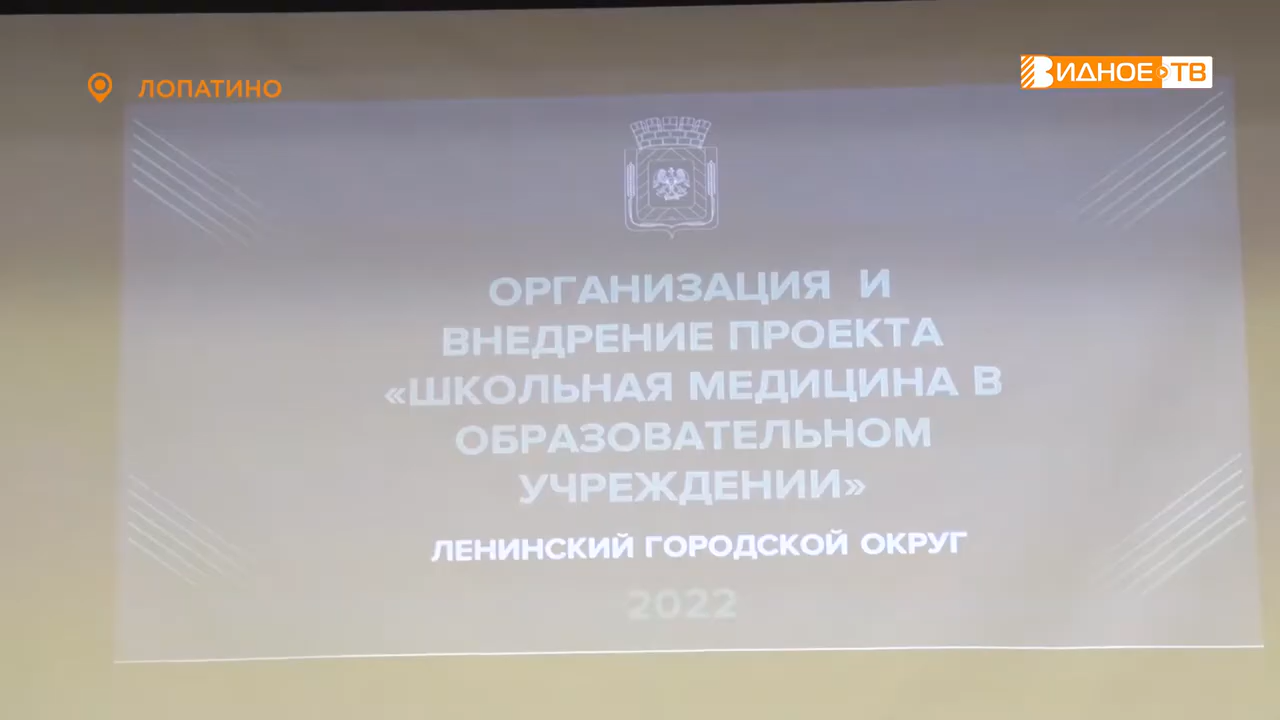 ЛОПАТИНО
ВИДНОЕ ТВ
ОРГАНИЗАЦИЯ И
ВНЕДРЕНИЕ ПРОЕКТА
«ШКОЛЬНАЯ МЕДИЦИНА В
ОБРАЗОВАТЕЛЬНОМ
УЧРЕЖДЕНИИ»
ЛЕНИНСКИЙ ГОРОДСКОЙ ОКРУГ
2022